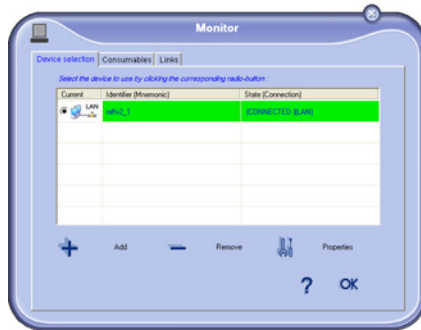 Monitor
Device selection Consumables Links
Select the device to use by clicking the corresponding radio-button :
Current Identifier (Mnemonic) State (Connection)
LAN (CONNECTED )(LAN)
Add Remove Properties
? OK